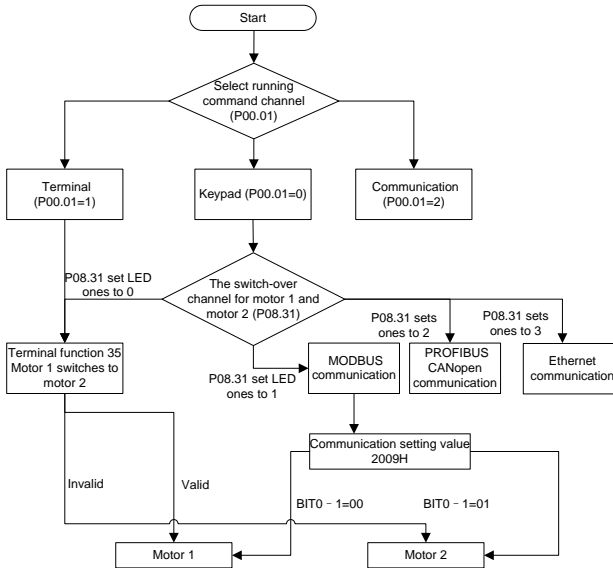 Start
Select running
command channel
(P00.01)
Terminal
(P00.01=1)
Keypad (P00.01=0)
Communication
(P00.01=2)
P08.31 set LED
ones to 0
The switch-over
channel for motor 1 and
motor 2 (P08.31)
P08.31 sets
ones to 2
P08.31 sets
ones to 3
Terminal function 35
Motor 1 switches to
motor 2
P08.31 set LED
ones to 1
MODBUS
communication
PROFIBUS
CANopen
communication
Ethernet
communication
Communication setting value
2009H
Invalid
Valid
BIT0﹣1=00
BIT0﹣1=01
Motor 1
Motor 2